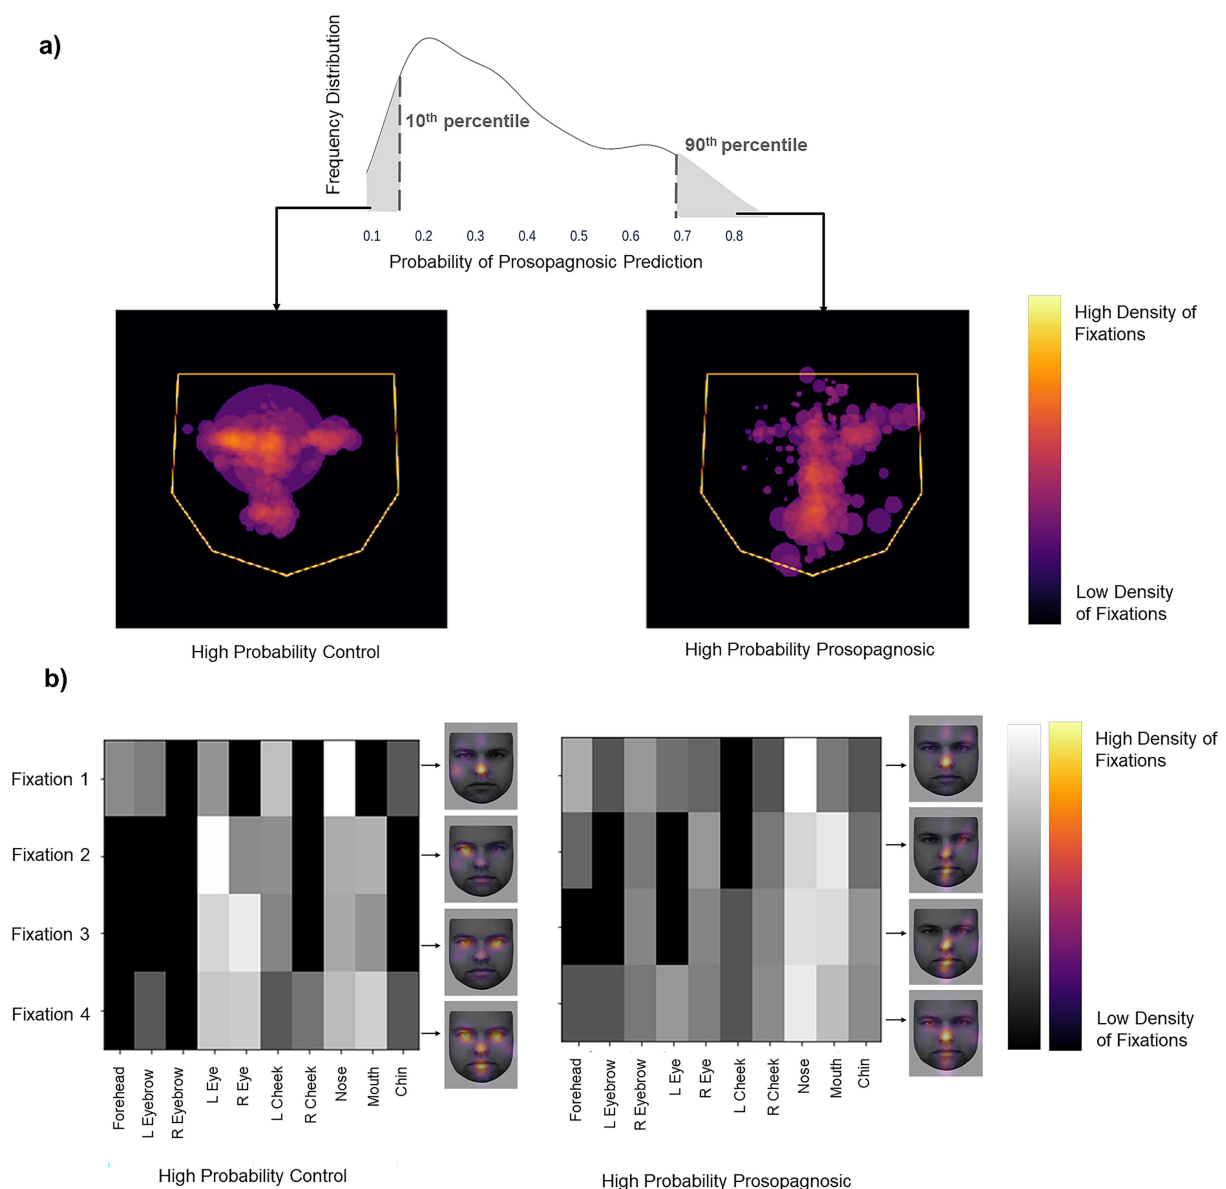 a)
Frequency Distribution
10th percentile
90th percentile
0.1 0.2 0.3 0.4 0.5 0.6 0.7 0.8
Probability of Prosopagnosic Prediction
High Density of
Fixations
Low Density
of Fixations
High Probability Control
High Probability Prosopagnosic
b)
Fixation 1
Fixation 2
Fixation 3
Fixation 4
High Density of
Fixations
Low Density
of Fixations
Forehead
L Eyebrow
R Eyebrow
L Eye
R Eye
L Cheek
R Cheek
Nose
Mouth
Chin
Forehead
L Eyebrow
R Eyebrow
L Eye
R Eye
L Cheek
R Cheek
Nose
Mouth
Chin
High Probability Control
High Probability Prosopagnosic